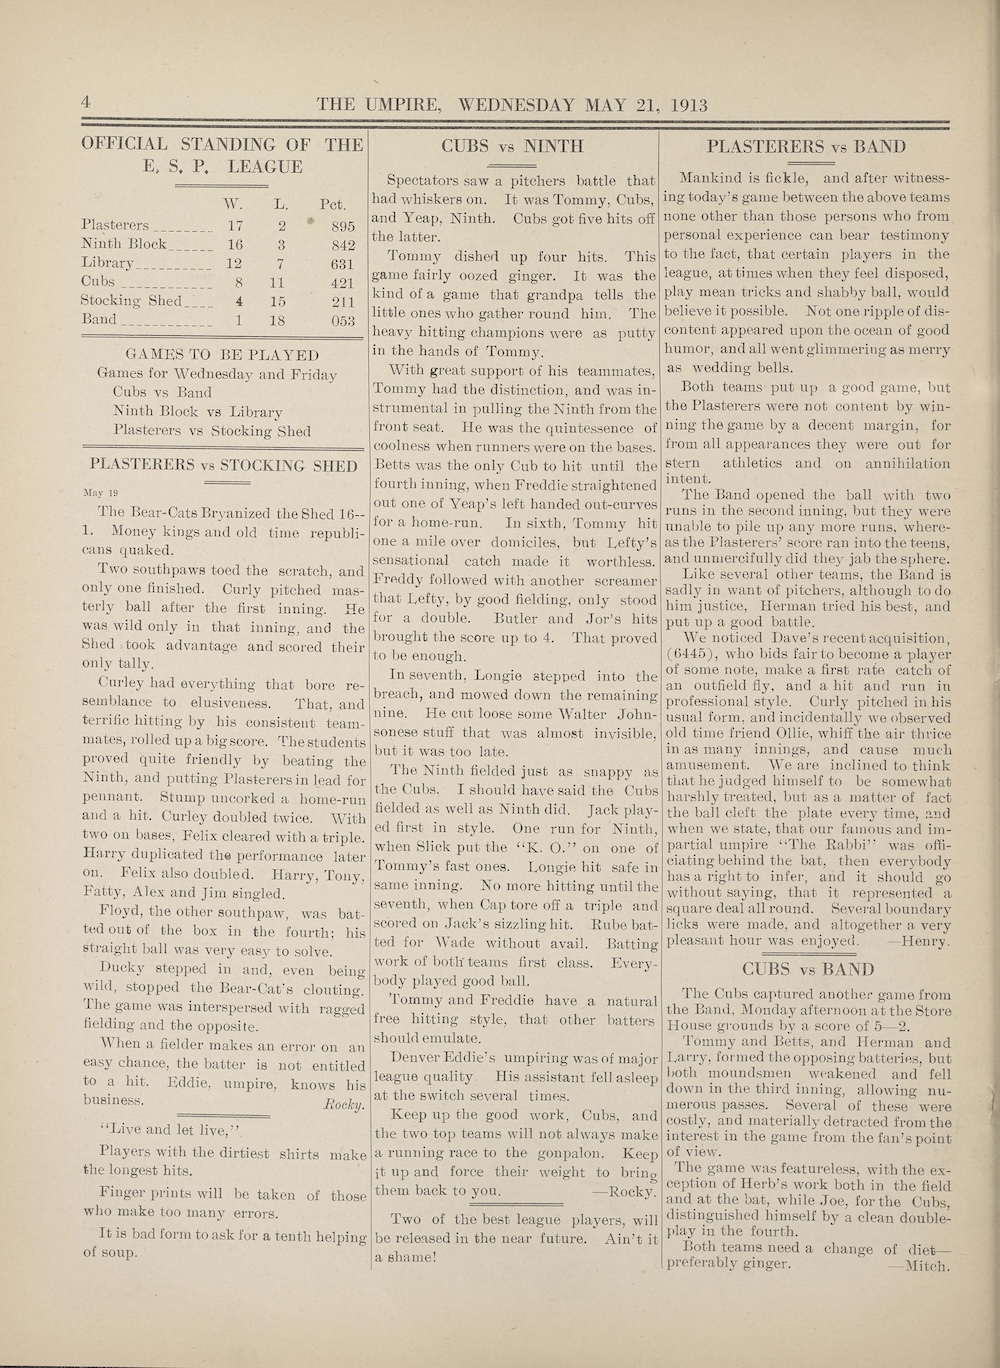 4
THE UMPIRE, WEDNESDAY MAY 21, 1913
OFFICIAL STANDING OF THE
E, S. P. LEAGUE
W. L. Pct.
Plasterers ________ 17 2 895
Ninth Block______ 16 3 842
Library__________ 12 7 631
Cubs ____________ 8 11 421
Stocking Shed____ 4 15 211
Band ____________ 1 18 053
GAMES TO BE PLAYED
Games for Wednesday and Friday
Cubs vs Band
Ninth Block vs Library
Plasterers vs Stocking Shed
PLASTERERS vs STOCKING SHED
May 19
The Bear-Cats Bryanized the Shed 16--
1. Money kings and old time republi-
cans quaked.
Two southpaws toed the scratch, and
only one finished. Curly pitched mas-
terly ball after the first inning. He
was wild only in that inning, and the
Shed took advantage and scored their
only tally.
Curley had everything that bore re-
semblance to elusiveness. That, and
terrific hitting by his consistent team-
mates, rolled up a big score. The students
proved quite friendly by beating the
Ninth, and putting Plasterers in lead for
pennant. Stump uncorked a home-run
and a hit. Curley doubled twice. With
two on bases, Felix cleared with a triple.
Harry duplicated the performance later
on. Felix also doubled. Harry, Tony,
Fatty, Alex and Jim singled.
Floyd, the other southpaw, was bat-
ted out of the box in the fourth; his
straight ball was very easy to solve.
Ducky stepped in and, even being
wild, stopped the Bear-Cat's clouting.
The game was interspersed with ragged
fielding and the opposite.
When a fielder makes an error on an
easy chance, the batter is not entitled
to a hit. Eddie, umpire, knows his
business. Rocky.
"Live and let live,"
Players with the dirtiest shirts make
the longest hits.
Finger prints will be taken of those
who make too many errors.
It is bad form to ask for a tenth helping
of soup.
CUBS vs NINTH
Spectators saw a pitchers battle that
had whiskers on. It was Tommy, Cubs,
and Yeap, Ninth. Cubs got five hits off
the latter.
Tommy dished up four hits. This
game fairly oozed ginger. It was the
kind of a game that grandpa tells the
little ones who gather round him. The
heavy hitting champions were as putty
in the hands of Tommy.
With great support of his teammates,
Tommy had the distinction, and was in-
strumental in pulling the Ninth from the
front seat. He was the quintessence of
coolness when runners were on the bases.
Betts was the only Cub to hit until the
fourth inning, when Freddie straightened
out one of Yeap's left handed out-curves
for a home-run. In sixth, Tommy hit
one a mile over domiciles, but Lefty's
sensational catch made it worthless.
Freddy followed with another screamer
that Lefty, by good fielding, only stood
for a double. Butler and Jor's hits
brought the score up to 4. That proved
to be enough.
In seventh, Longie stepped into the
breach, and mowed down the remaining
nine. He cut loose some Walter John-
sonese stuff that was almost invisible,
but it was too late.
The Ninth fielded just as snappy as
the Cubs. I should have said the Cubs
fielded as well as Ninth did. Jack play-
ed first in style. One run for Ninth,
when Slick put the "K. O." on one of
Tommy's fast ones. Longie hit safe in
same inning. No more hitting until the
seventh, when Cap tore off a triple and
scored on Jack's sizzling hit. Rube bat-
ted for Wade without avail. Batting
work of both teams first class. Every-
body played good ball.
Tommy and Freddie have a natural
free hitting style, that other batters
should emulate.
Denver Eddie's umpiring was of major
league quality His assistant fell asleep
at the switch several times.
Keep up the good work, Cubs, and
the two top teams will not always make
a running race to the gonpalon. Keep
it up and force their weight to bring
them back to you. —Rocky.
Two of the best league players, will
be released in the near future. Ain't it
a shame!
PLASTERERS vs BAND
Mankind is fickle, and after witness-
ing today's game between the above teams
none other than those persons who from
personal experience can bear testimony
to the fact, that certain players in the
league, at times when they feel disposed,
play mean tricks and shabby ball, would
believe it possible. Not one ripple of dis-
content appeared upon the ocean of good
humor, and all went glimmering as merry
as wedding bells.
Both teams put up a good game, but
the Plasterers were not content by win-
ning the game by a decent margin, for
from all appearances they were out for
stern athletics and on annihilation
intent.
The Band opened the ball with two
runs in the second inning, but they were
unable to pile up any more runs, where-
as the Plasterers' score ran into the teens,
and unmercifully did they jab the sphere.
Like several other teams, the Band is
sadly in want of pitchers, although to do
him justice, Herman tried his best, and
put up a good battle.
We noticed Dave's recent acquisition,
(6445), who bids fair to become a player
of some note, make a first rate catch of
an outfield fly, and a hit and run in
professional style. Curly pitched in his
usual form, and incidentally we observed
old time friend Ollie, whiff the air thrice
in as many innings, and cause much
amusement. We are inclined to think
that he judged himself to be somewhat
harshly treated, but as a matter of fact
the ball cleft the plate every time, and
when we state, that our famous and im-
partial umpire "The Rabbi" was offi-
ciating behind the bat, then everybody
has a right to infer, and it should go
without saying, that it represented a
square deal all round. Several boundary
licks were made, and altogether a very
pleasant hour was enjoyed. —Henry.
CUBS vs BAND
The Cubs captured another game from
the Band, Monday afternoon at the Store
House grounds by a score of 5—2.
Tommy and Betts, and Herman and
Larry, formed the opposing batteries, but
both moundsmen weakened and fell
down in the third inning, allowing nu-
merous passes. Several of these were
costly, and materially detracted from the
interest in the game from the fan's point
of view.
The game was featureless, with the ex-
ception of Herb's work both in the field
and at the bat, while Joe, for the Cubs,
distinguished himself by a clean double-
play in the fourth.
Both teams need a change of diet—
preferably ginger. —Mitch.